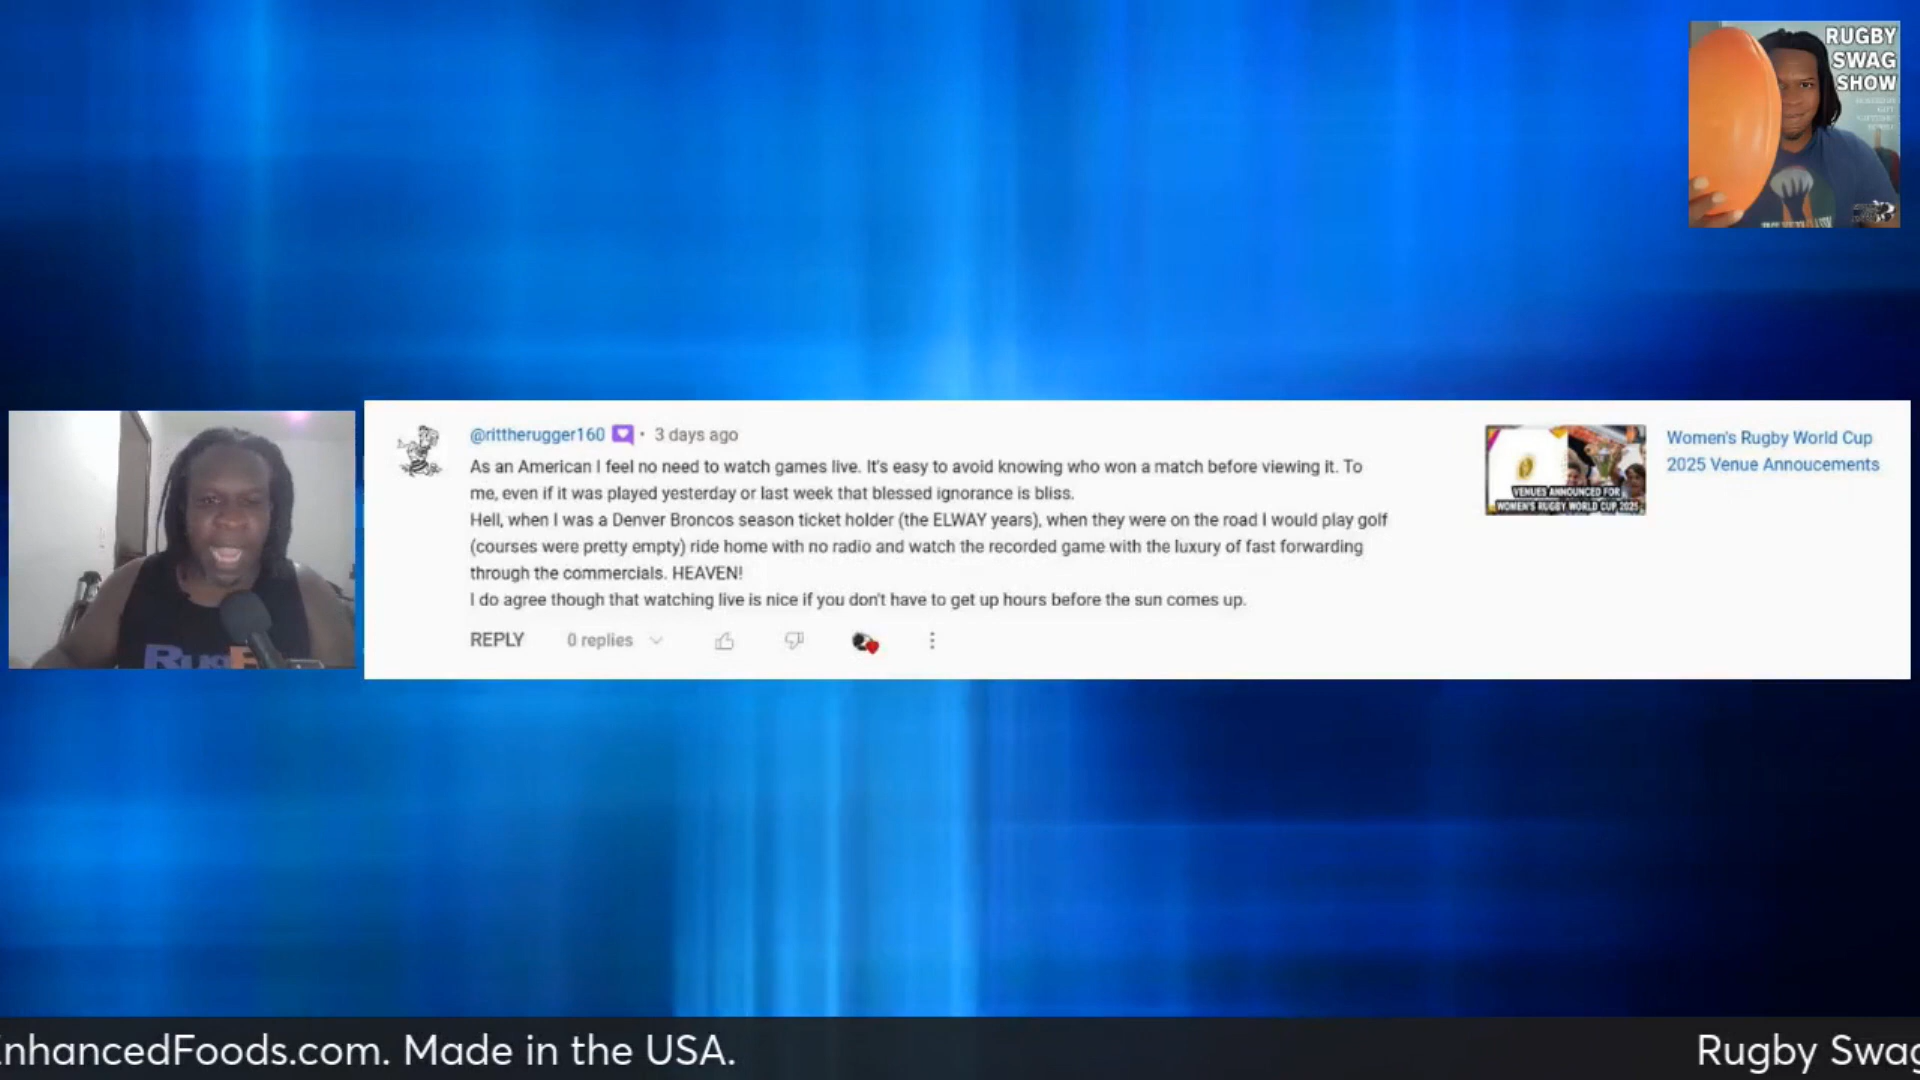 RUGBY
SWAG
SHOW
@rittherugger160 · 3 days ago
As an American I feel no need to watch games live. It's easy to avoid knowing who won a match before viewing it. To
me, even if it was played yesterday or last week that blessed ignorance is bliss.
Hell, when I was a Denver Broncos season ticket holder (the ELWAY years), when they were on the road I would play golf
(courses were pretty empty) ride home with no radio and watch the recorded game with the luxury of fast forwarding
through the commercials. HEAVEN!
I do agree though that watching live is nice if you don't have to get up hours before the sun comes up.
REPLY 0 replies
Women's Rugby World Cup
2025 Venue Annoucements
VENUES ANNOUNCED FOR
WOMEN'S RUGBY WORLD CUP 2025
nhancedFoods.com. Made in the USA.
Rugby Swag